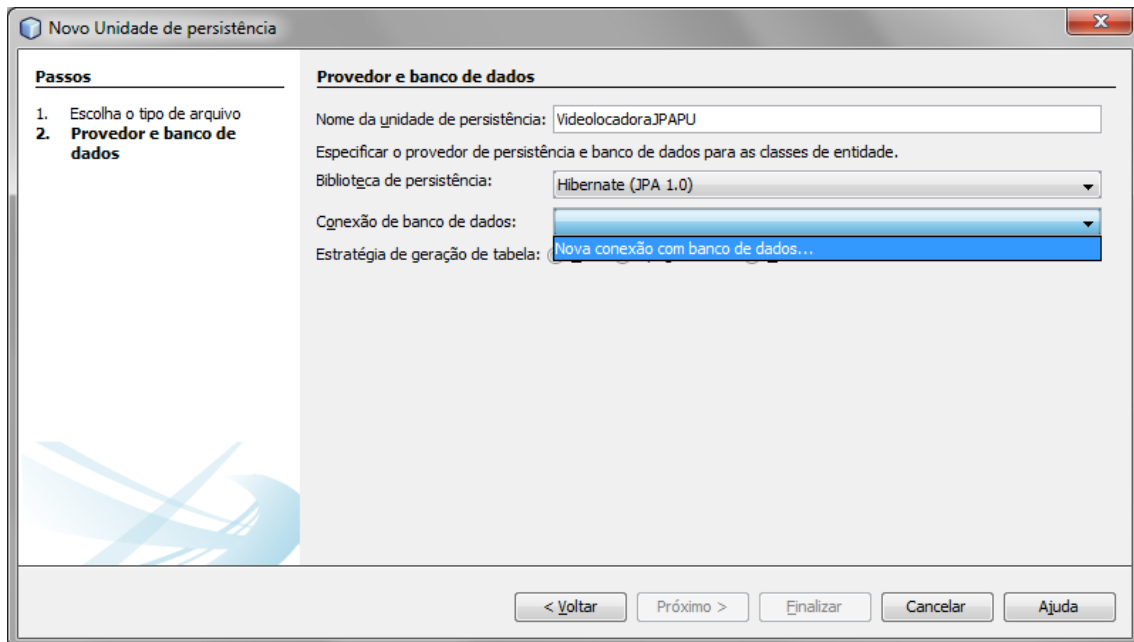 Novo Unidade de persistência
X
Passos
1. Escolha o tipo de arquivo
2. Provedor e banco de
dados
Provedor e banco de dados
Nome da unidade de persistência: VideolocadoraJPAPU
Especificar o provedor de persistência e banco de dados para as classes de entidade.
Biblioteca de persistência: Hibernate (JPA 1.0)
Conexão de banco de dados:
Nova conexão com banco de dados...
Estratégia de geração de tabela:
< Voltar Próximo > Finalizar Cancelar Ajuda